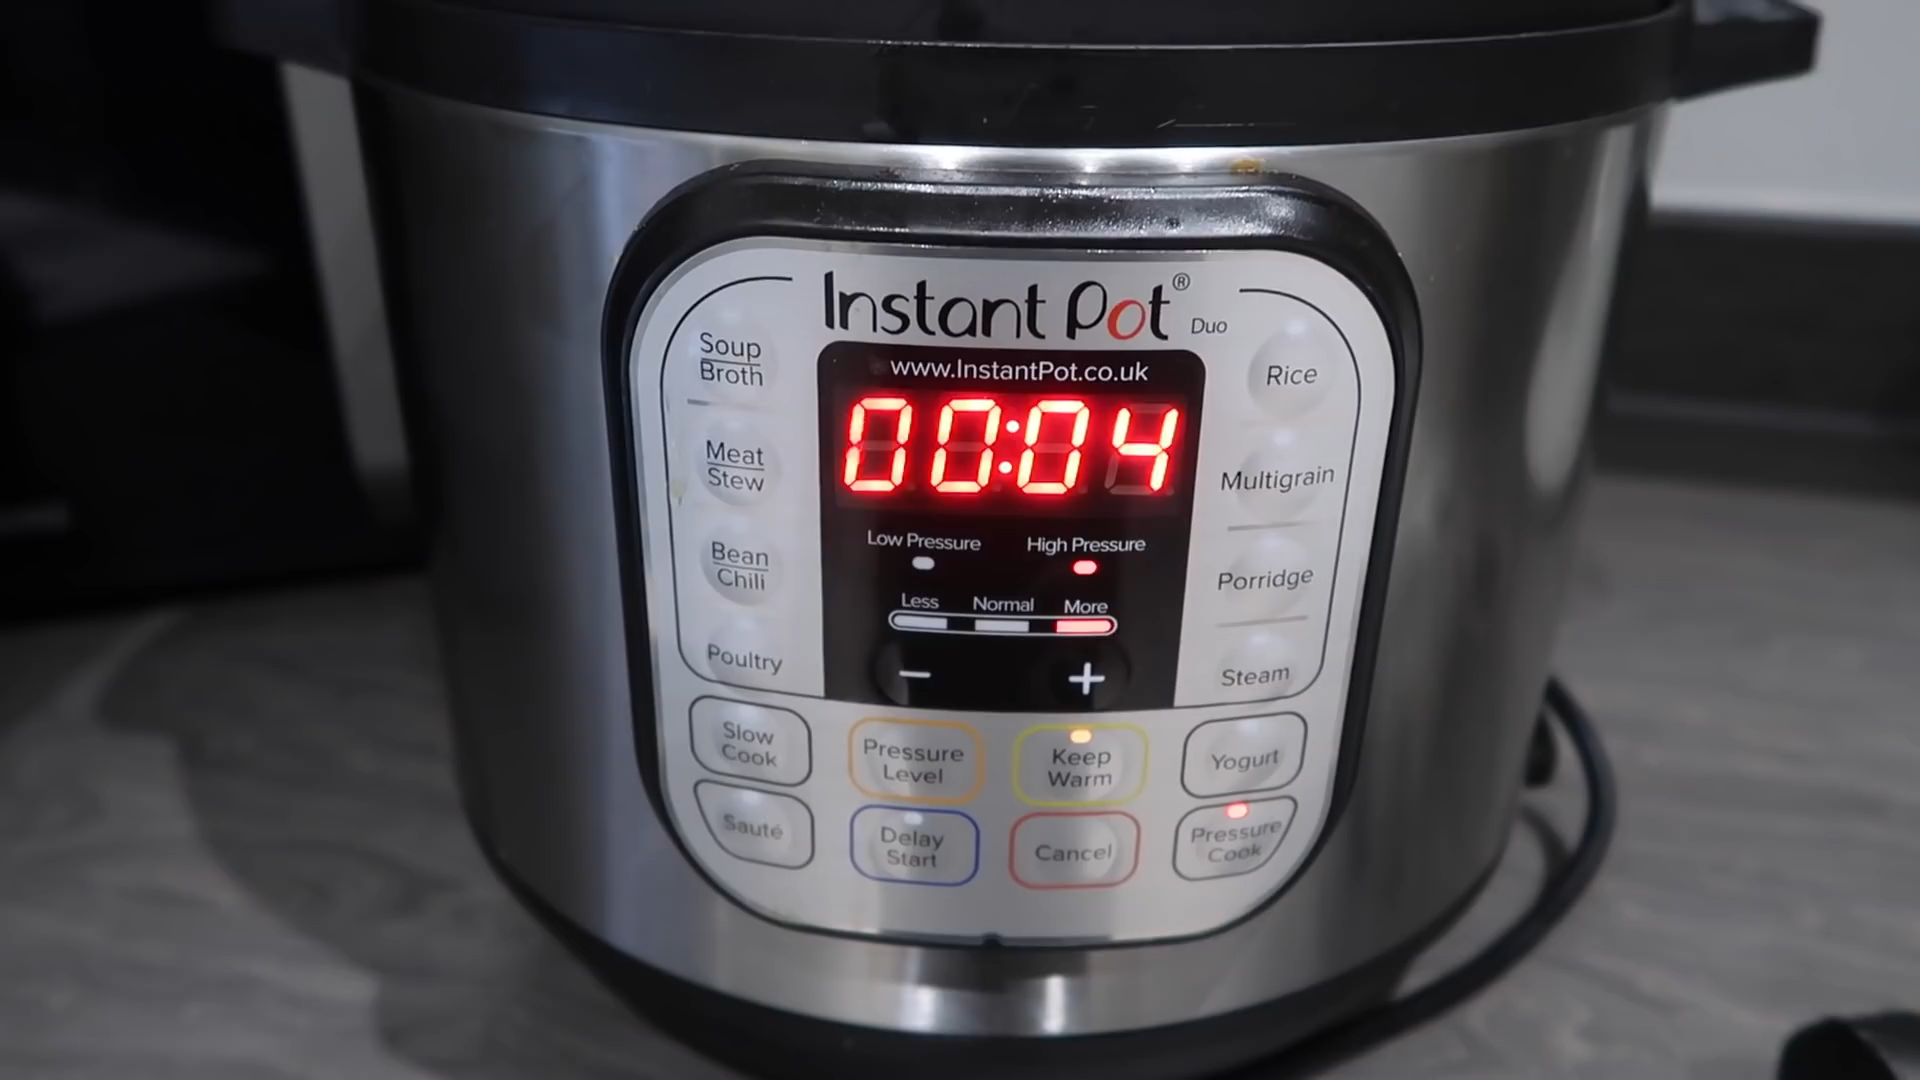 Instant Pot® Duo
www.InstantPot.co.uk
00:04
Low Pressure High Pressure
Less Normal More
− +
Soup
Broth
Meat
Stew
Bean
Chili
Poultry
Rice
Multigrain
Porridge
Steam
Slow
Cook
Pressure
Level
Keep
Warm
Yogurt
Sauté
Delay
Start
Cancel
Pressure
Cook